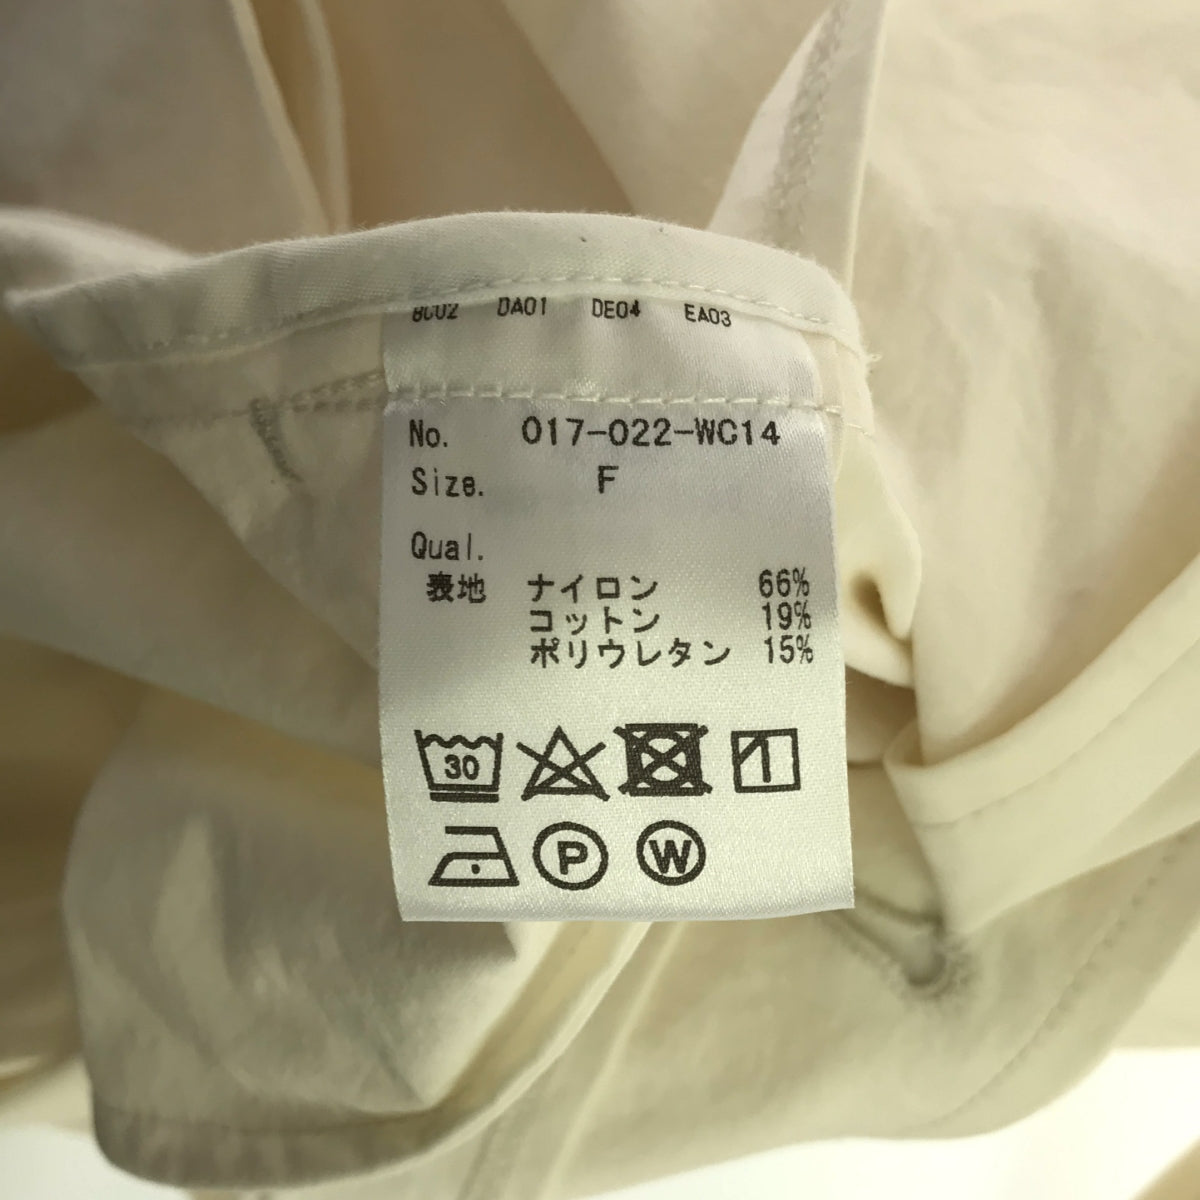 8C02 DA01 DE04 EA03
No. 017-022-WC14
Size. F
Qual.
表地 ナイロン 66%
コットン 19%
ポリウレタン 15%
30
P W